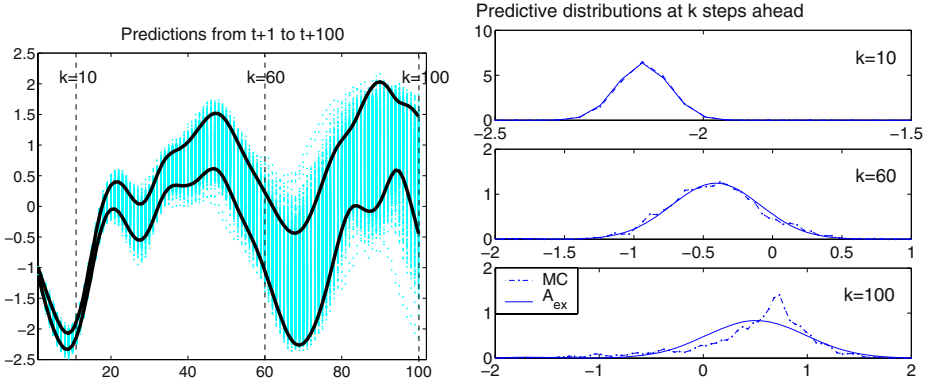 Predictions from t+1 to t+100
2.5
2
1.5
1
0.5
0
−0.5
−1
−1.5
−2
−2.5
k=10
k=60
k=100
20 40 60 80 100
Predictive distributions at k steps ahead
10
5
0
k=10
−2.5 −2 −1.5
2
1
0
k=60
−2 −1.5 −1 −0.5 0 0.5 1
2
1
0
MC
A_ex
k=100
−2 −1 0 1 2